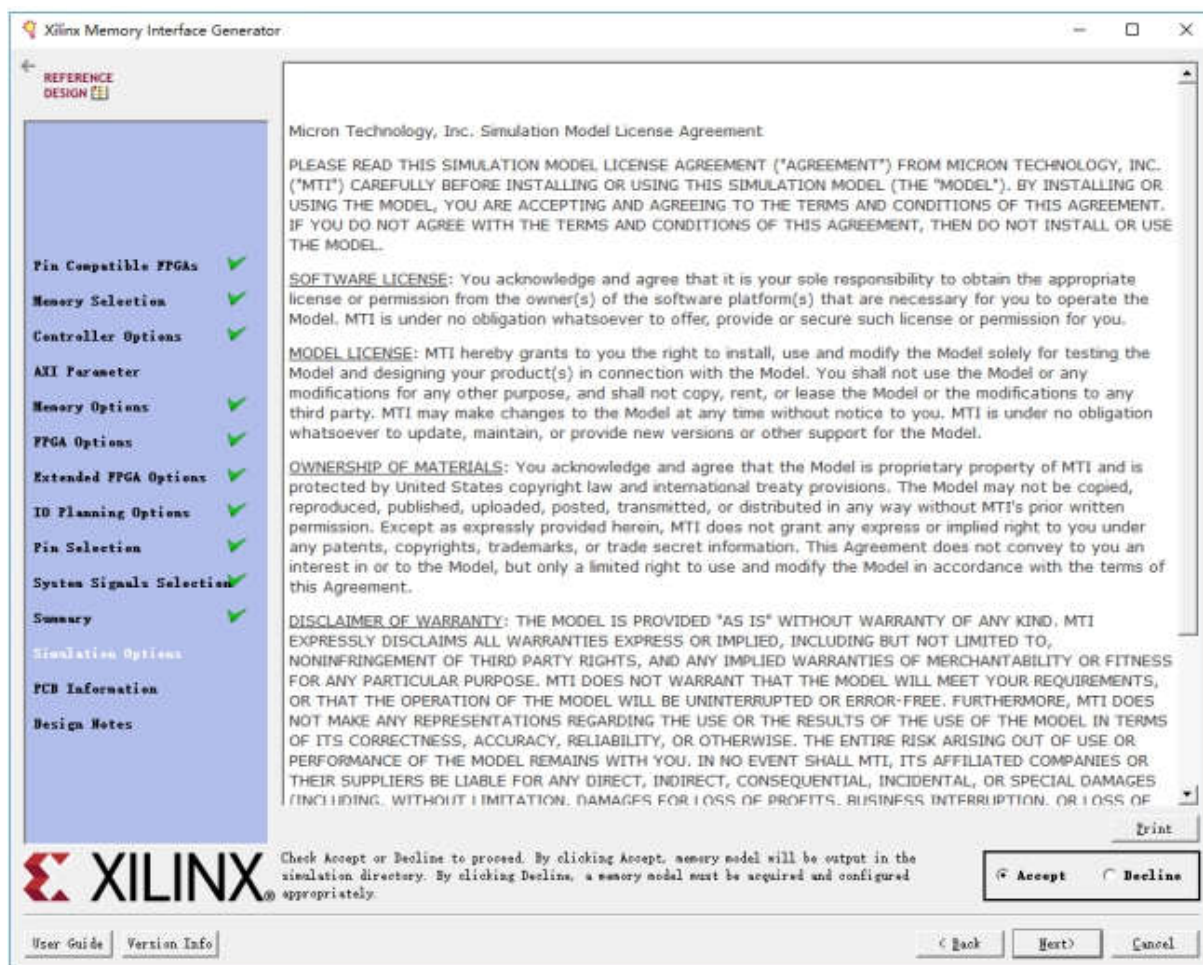 Xilinx Memory Interface Generator
REFERENCE
DESIGN
Pin Compatible FPGAs
Memory Selection
Controller Options
AXI Parameter
Memory Options
FPGA Options
Extended FPGA Options
IO Planning Options
Pin Selection
System Signals Selection
Summary
Simulation Options
PCB Information
Design Notes
Micron Technology, Inc. Simulation Model License Agreement
PLEASE READ THIS SIMULATION MODEL LICENSE AGREEMENT ("AGREEMENT") FROM MICRON TECHNOLOGY, INC.
("MTI") CAREFULLY BEFORE INSTALLING OR USING THIS SIMULATION MODEL (THE "MODEL"). BY INSTALLING OR
USING THE MODEL, YOU ARE ACCEPTING AND AGREEING TO THE TERMS AND CONDITIONS OF THIS AGREEMENT.
IF YOU DO NOT AGREE WITH THE TERMS AND CONDITIONS OF THIS AGREEMENT, THEN DO NOT INSTALL OR USE
THE MODEL.
SOFTWARE LICENSE: You acknowledge and agree that it is your sole responsibility to obtain the appropriate
license or permission from the owner(s) of the software platform(s) that are necessary for you to operate the
Model. MTI is under no obligation whatsoever to offer, provide or secure such license or permission for you.
MODEL LICENSE: MTI hereby grants to you the right to install, use and modify the Model solely for testing the
Model and designing your product(s) in connection with the Model. You shall not use the Model or any
modifications for any other purpose, and shall not copy, rent, or lease the Model or the modifications to any
third party. MTI may make changes to the Model at any time without notice to you. MTI is under no obligation
whatsoever to update, maintain, or provide new versions or other support for the Model.
OWNERSHIP OF MATERIALS: You acknowledge and agree that the Model is proprietary property of MTI and is
protected by United States copyright law and international treaty provisions. The Model may not be copied,
reproduced, published, uploaded, posted, transmitted, or distributed in any way without MTI's prior written
permission. Except as expressly provided herein, MTI does not grant any express or implied right to you under
any patents, copyrights, trademarks, or trade secret information. This Agreement does not convey to you an
interest in or to the Model, but only a limited right to use and modify the Model in accordance with the terms of
this Agreement.
DISCLAIMER OF WARRANTY: THE MODEL IS PROVIDED "AS IS" WITHOUT WARRANTY OF ANY KIND. MTI
EXPRESSLY DISCLAIMS ALL WARRANTIES EXPRESS OR IMPLIED, INCLUDING BUT NOT LIMITED TO,
NONINFRINGEMENT OF THIRD PARTY RIGHTS, AND ANY IMPLIED WARRANTIES OF MERCHANTABILITY OR FITNESS
FOR ANY PARTICULAR PURPOSE. MTI DOES NOT WARRANT THAT THE MODEL WILL MEET YOUR REQUIREMENTS,
OR THAT THE OPERATION OF THE MODEL WILL BE UNINTERRUPTED OR ERROR-FREE. FURTHERMORE, MTI DOES
NOT MAKE ANY REPRESENTATIONS REGARDING THE USE OR THE RESULTS OF THE USE OF THE MODEL IN TERMS
OF ITS CORRECTNESS, ACCURACY, RELIABILITY, OR OTHERWISE. THE ENTIRE RISK ARISING OUT OF USE OR
PERFORMANCE OF THE MODEL REMAINS WITH YOU. IN NO EVENT SHALL MTI, ITS AFFILIATED COMPANIES OR
THEIR SUPPLIERS BE LIABLE FOR ANY DIRECT, INDIRECT, CONSEQUENTIAL, INCIDENTAL, OR SPECIAL DAMAGES
(INCLUDING, WITHOUT LIMITATION, DAMAGES FOR LOSS OF PROFITS, BUSINESS INTERRUPTION, OR LOSS OF
Print
XILINX®
Check Accept or Decline to proceed. By clicking Accept, memory model will be output in the
simulation directory. By clicking Decline, a memory model must be acquired and configured
appropriately.
Accept Decline
User Guide Version Info < Back Next> Cancel